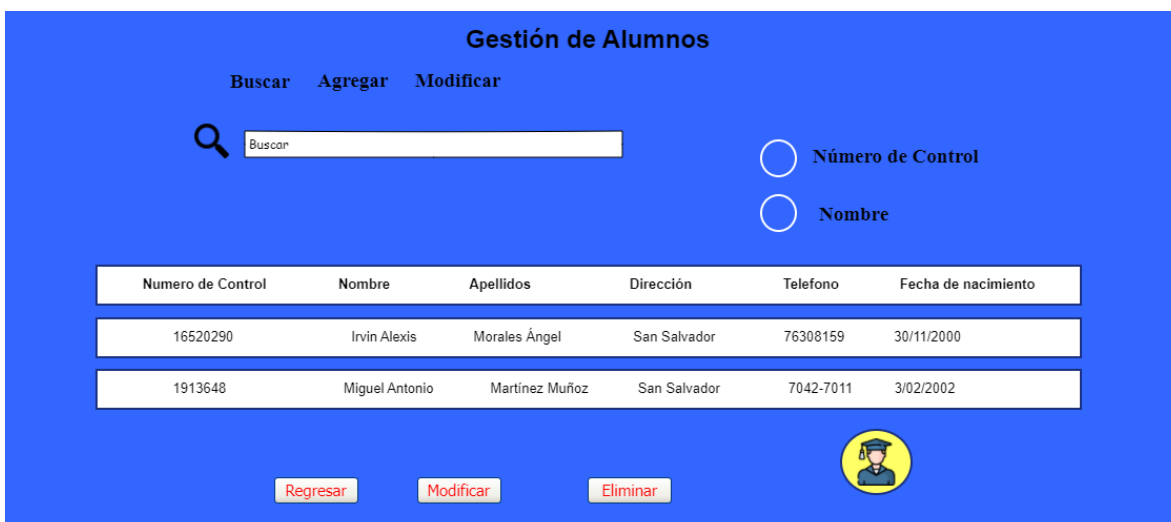 Gestión de Alumnos
Buscar Agregar Modificar
Buscar
Número de Control
Nombre
Numero de Control Nombre Apellidos Dirección Telefono Fecha de nacimiento
16520290 Irvin Alexis Morales Ángel San Salvador 76308159 30/11/2000
1913648 Miguel Antonio Martínez Muñoz San Salvador 7042-7011 3/02/2002
Regresar Modificar Eliminar